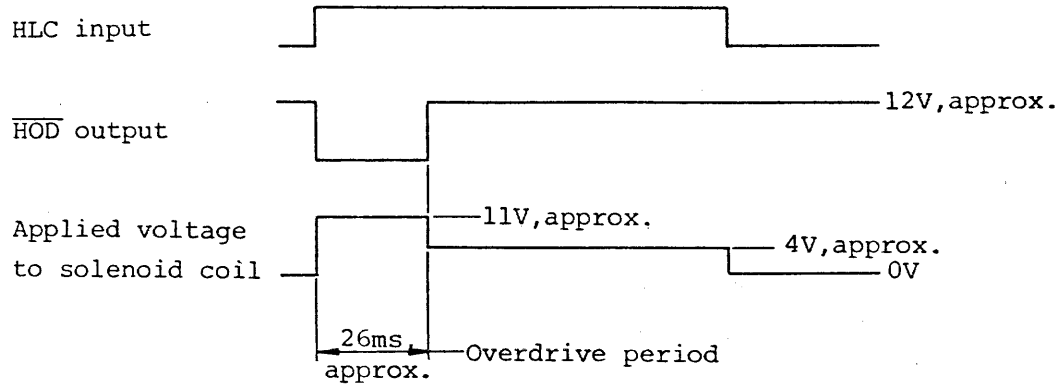 HLC input
12V,approx.
HOD output
11V,approx.
Applied voltage
to solenoid coil
4V,approx.
0V
26ms,
approx.
Overdrive period